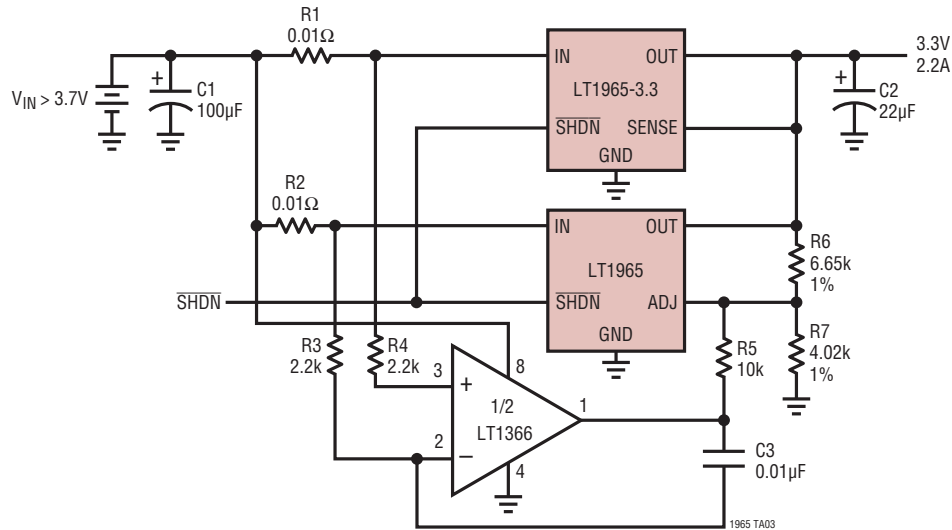 R1
0.01Ω
VIN > 3.7V
+
C1
100µF
IN
OUT
LT1965-3.3
SHDN
SENSE
GND
3.3V
2.2A
+
C2
22µF
R2
0.01Ω
IN
OUT
LT1965
SHDN
SHDN
ADJ
GND
R6
6.65k
1%
R7
4.02k
1%
R3
2.2k
R4
2.2k
R5
10k
3
+
8
1/2
LT1366
1
2
–
4
C3
0.01µF
1965 TA03